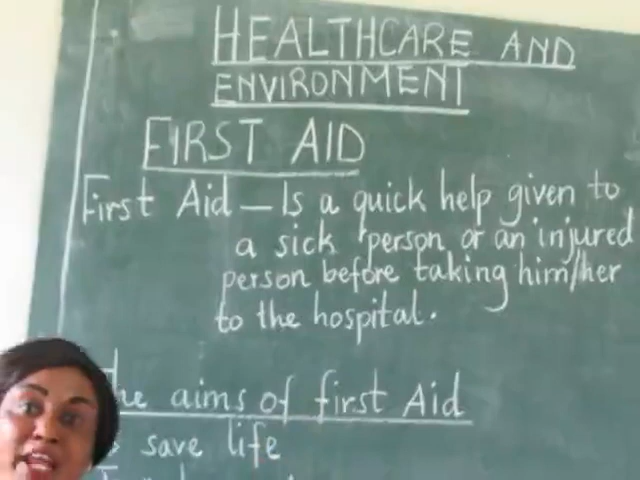 HEALTHCARE AND
ENVIRONMENT
FIRST AID
First Aid – Is a quick help given to
a sick person or an injured
person before taking him/her
to the hospital.
The aims of first Aid
save life